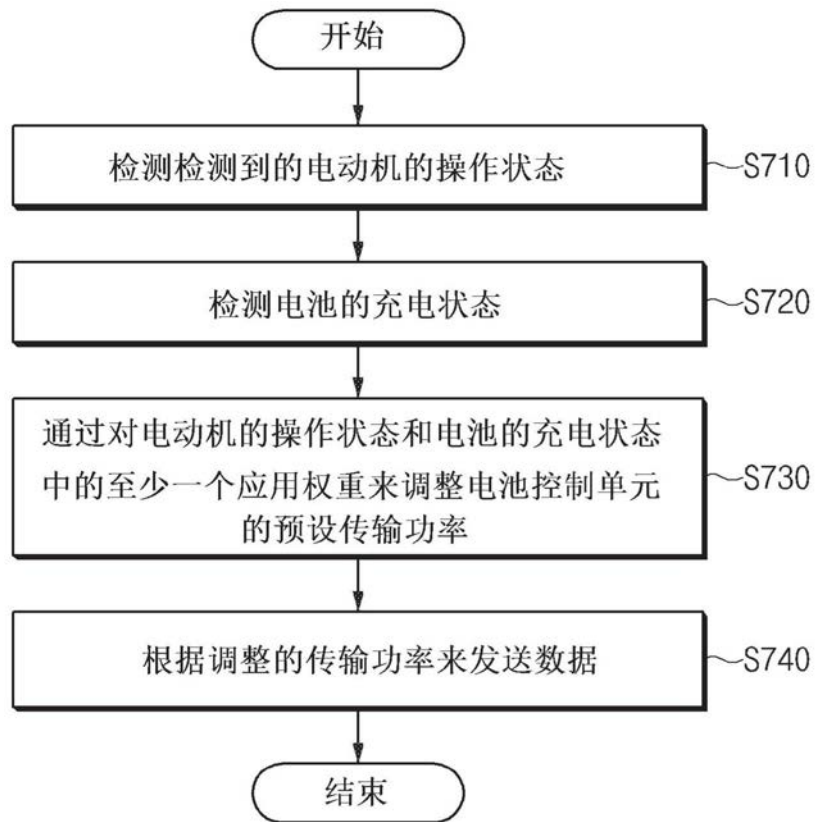 开始
检测检测到的电动机的操作状态
S710
检测电池的充电状态
S720
通过对电动机的操作状态和电池的充电状态
中的至少一个应用权重来调整电池控制单元
的预设传输功率
S730
根据调整的传输功率来发送数据
S740
结束